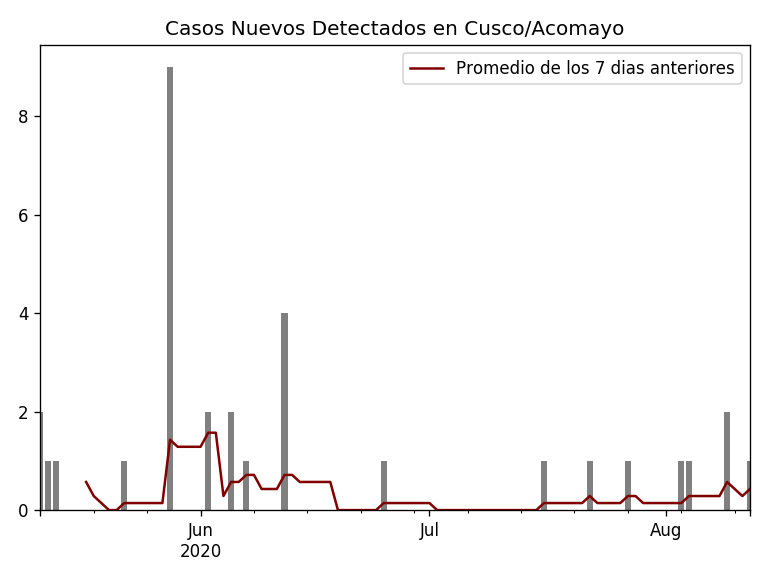 Casos Nuevos Detectados en Cusco/Acomayo
Promedio de los 7 dias anteriores
8
6
4
2
0
Jun
2020
Jul
Aug